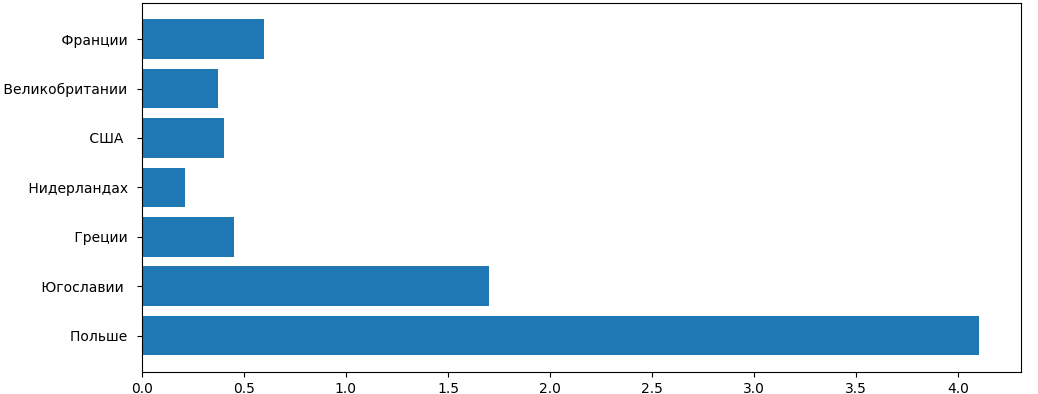 Франции
Великобритании
США
Нидерландах
Греции
Югославии
Польше
0.0 0.5 1.0 1.5 2.0 2.5 3.0 3.5 4.0